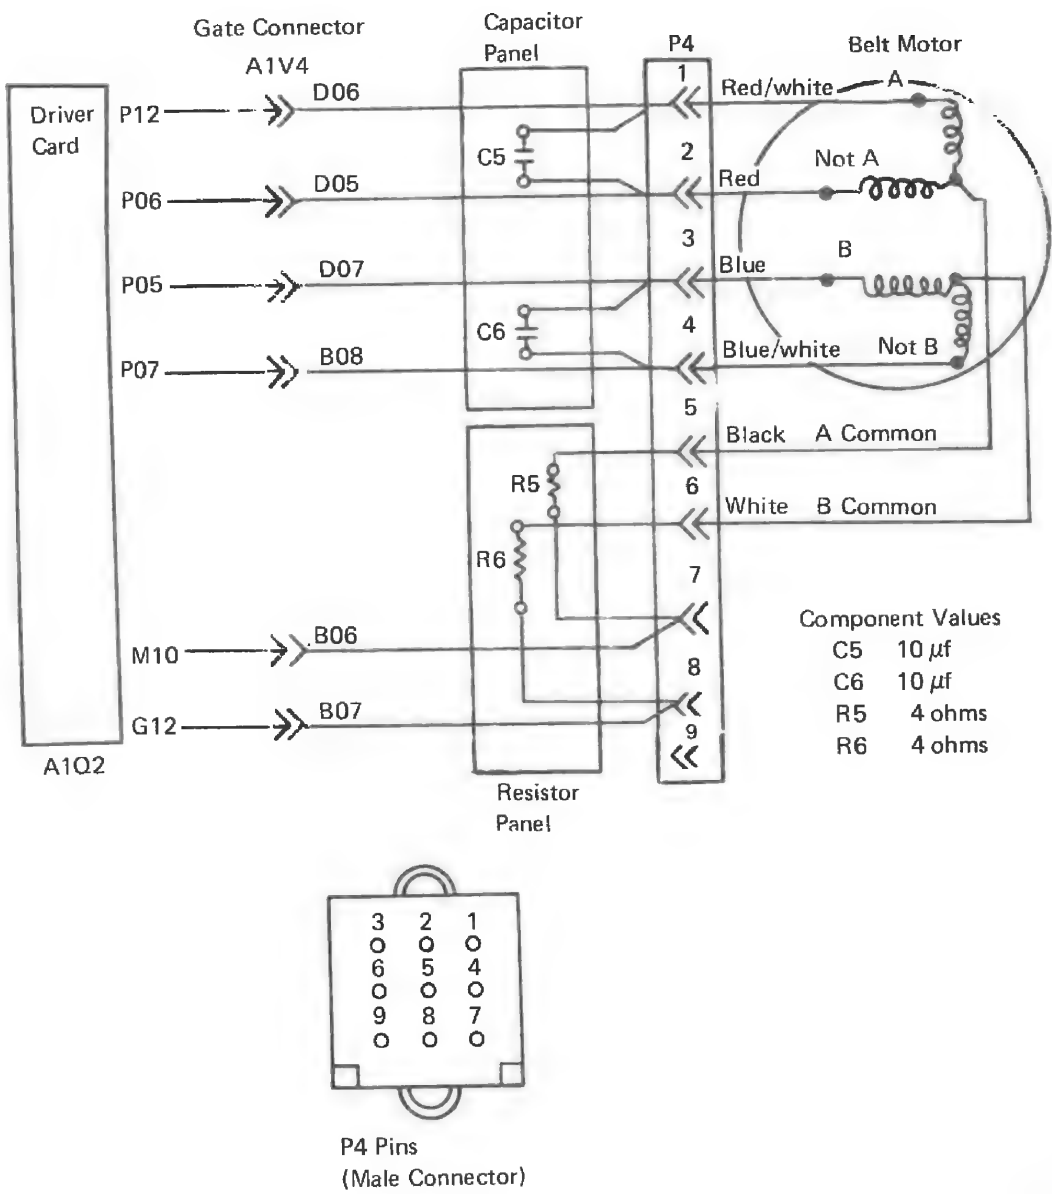 Gate Connector
A1V4
Capacitor
Panel
P4
Belt Motor
Driver
Card
P12
D06
1
Red/white
A
C5
2
Not A
P06
D05
Red
3
B
P05
D07
Blue
C6
4
P07
B08
Blue/white
Not B
5
Black
A Common
R5
6
White
B Common
R6
7
M10
B06
8
G12
B07
9
A1Q2
Resistor
Panel
Component Values
C5 10 µf
C6 10 µf
R5 4 ohms
R6 4 ohms
3 2 1
6 5 4
9 8 7
P4 Pins
(Male Connector)